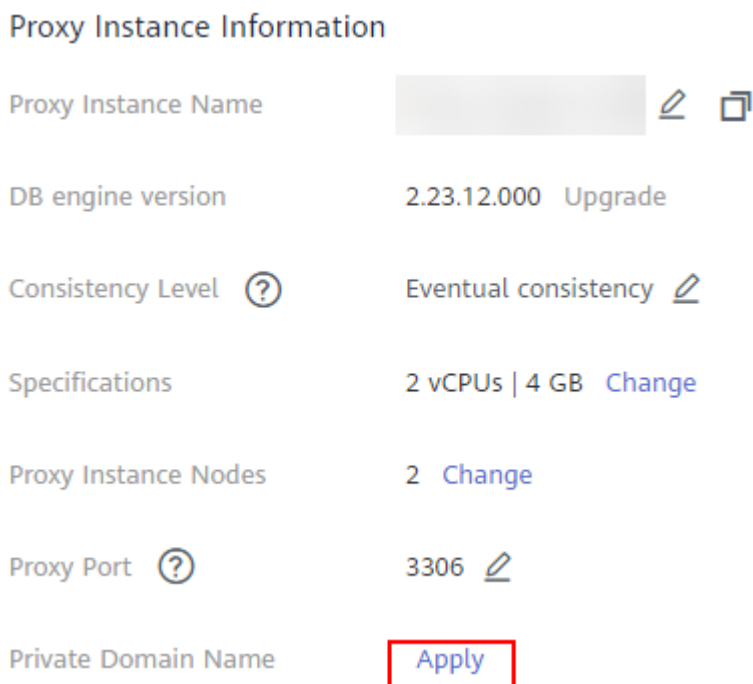 Proxy Instance Information
Proxy Instance Name
DB engine version 2.23.12.000 Upgrade
Consistency Level ? Eventual consistency
Specifications 2 vCPUs | 4 GB Change
Proxy Instance Nodes 2 Change
Proxy Port ? 3306
Private Domain Name Apply